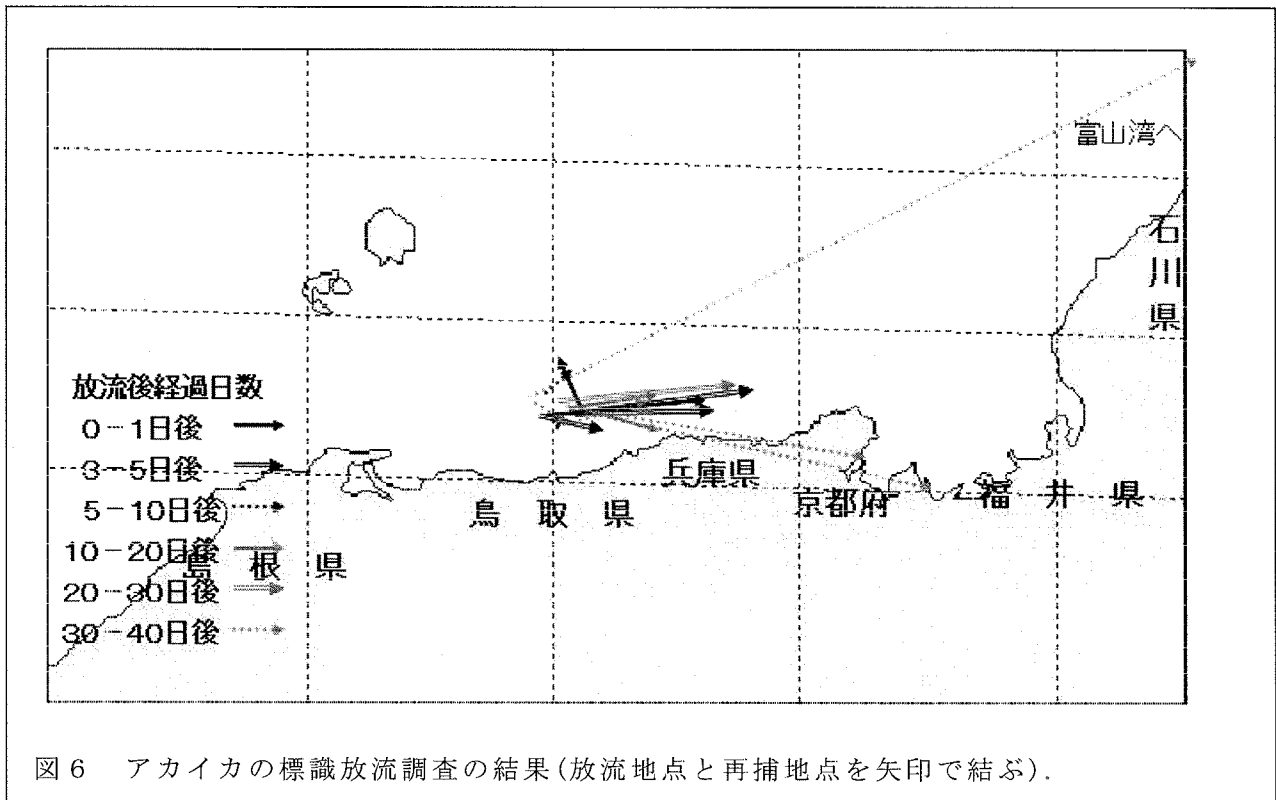 富山湾へ
石川県
放流後経過日数
0－1日後
3－5日後
5－10日後
10－20日後
20－30日後
30－40日後
兵庫県
京都府
福井県
鳥取県
島根県
図6 アカイカの標識放流調査の結果(放流地点と再捕地点を矢印で結ぶ).